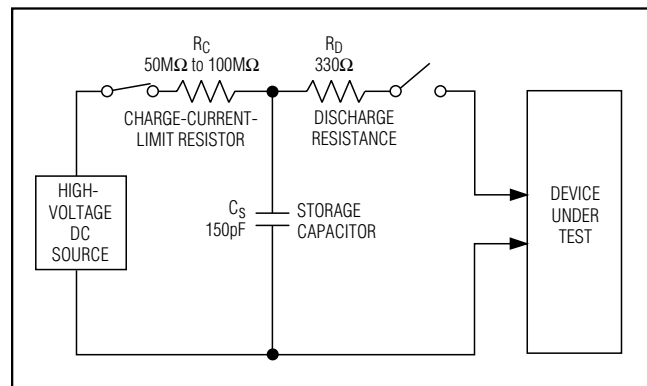 R_C
50MΩ to 100MΩ
CHARGE-CURRENT-
LIMIT RESISTOR
R_D
330Ω
DISCHARGE
RESISTANCE
HIGH-
VOLTAGE
DC
SOURCE
C_S
150pF
STORAGE
CAPACITOR
DEVICE
UNDER
TEST